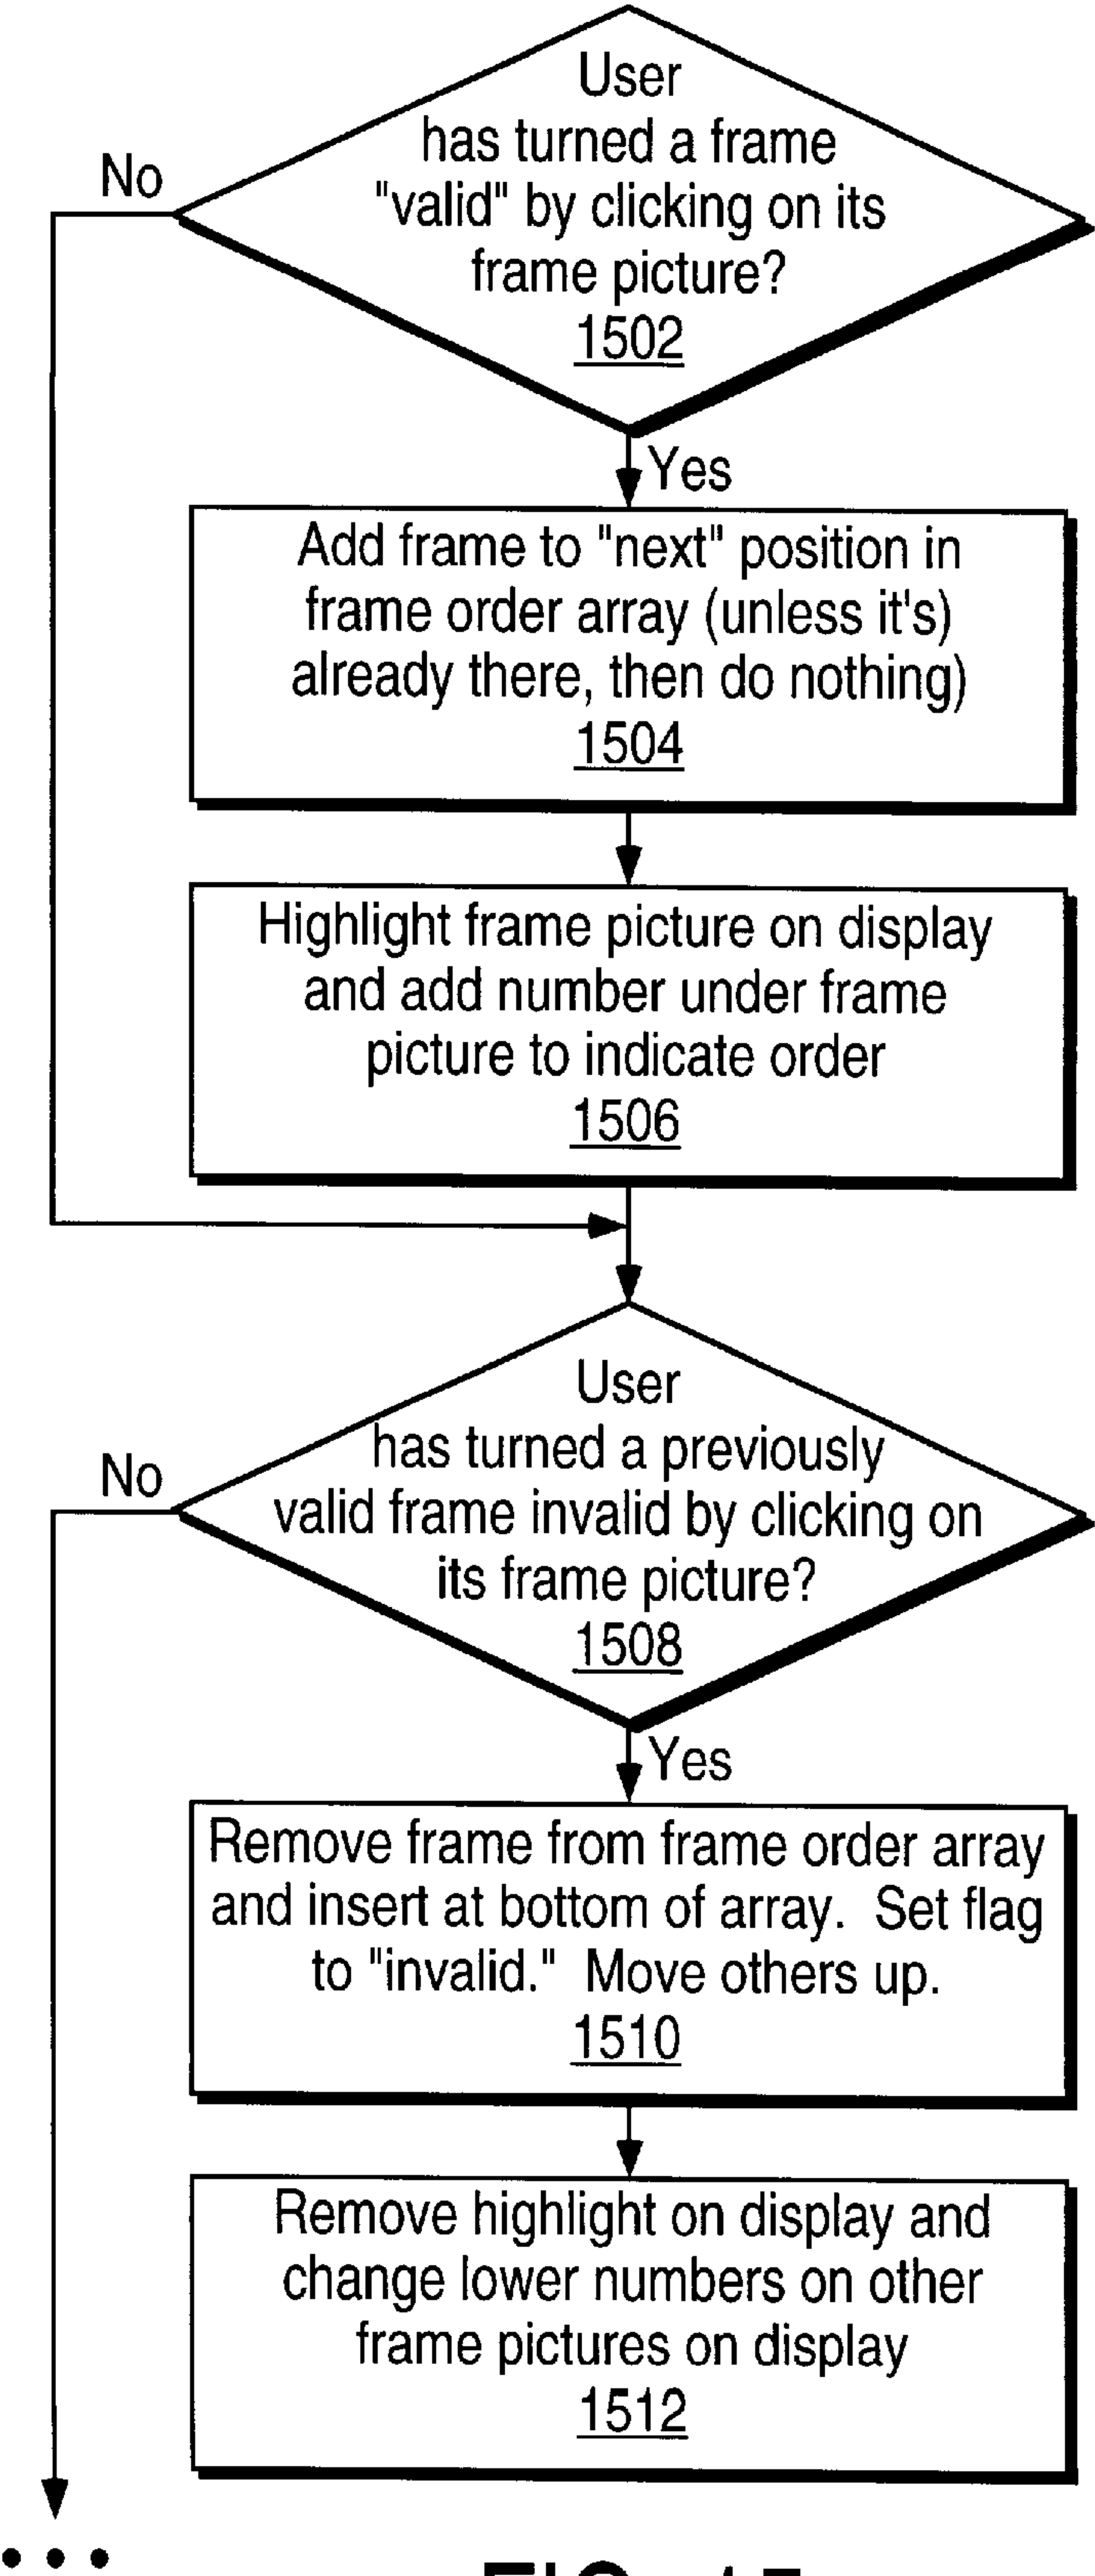 User
has turned a frame
"valid" by clicking on its
frame picture?
1502
No
Yes
Add frame to "next" position in
frame order array (unless it's)
already there, then do nothing)
1504
Highlight frame picture on display
and add number under frame
picture to indicate order
1506
User
has turned a previously
valid frame invalid by clicking on
its frame picture?
1508
No
Yes
Remove frame from frame order array
and insert at bottom of array. Set flag
to "invalid." Move others up.
1510
Remove highlight on display and
change lower numbers on other
frame pictures on display
1512
• • •